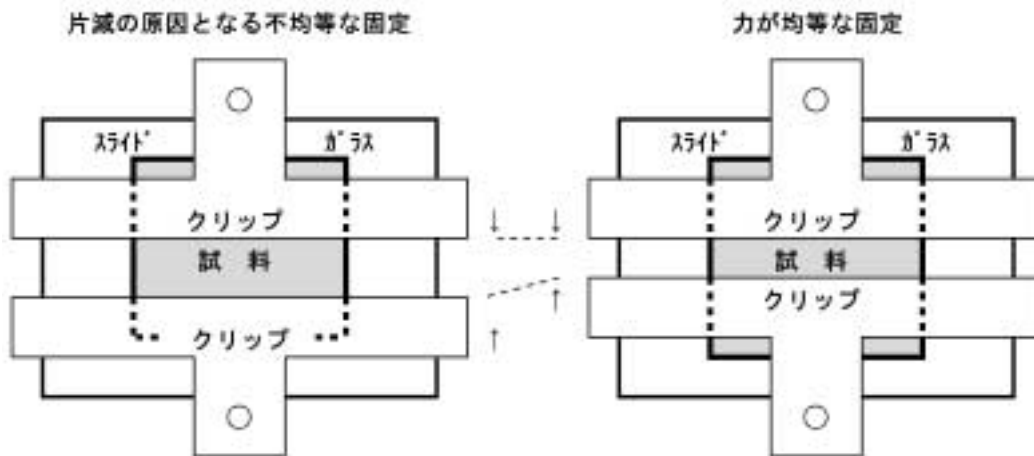 片減の原因となる不均等な固定
力が均等な固定
スライド ガラス
クリップ
試 料
クリップ
↓ ↓
↑
↑
スライド ガラス
クリップ
試 料
クリップ